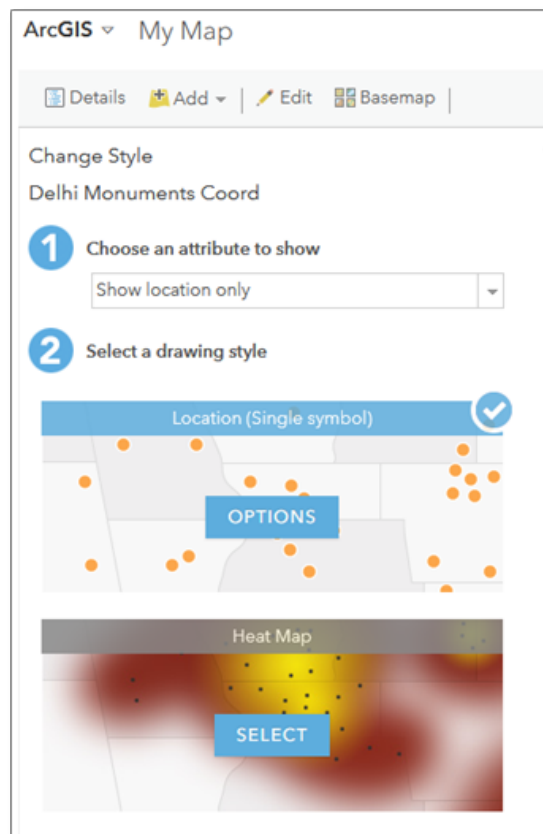 ArcGIS My Map
Details Add Edit Basemap
Change Style
Delhi Monuments Coord
1 Choose an attribute to show
Show location only
2 Select a drawing style
Location (Single symbol)
OPTIONS
Heat Map
SELECT